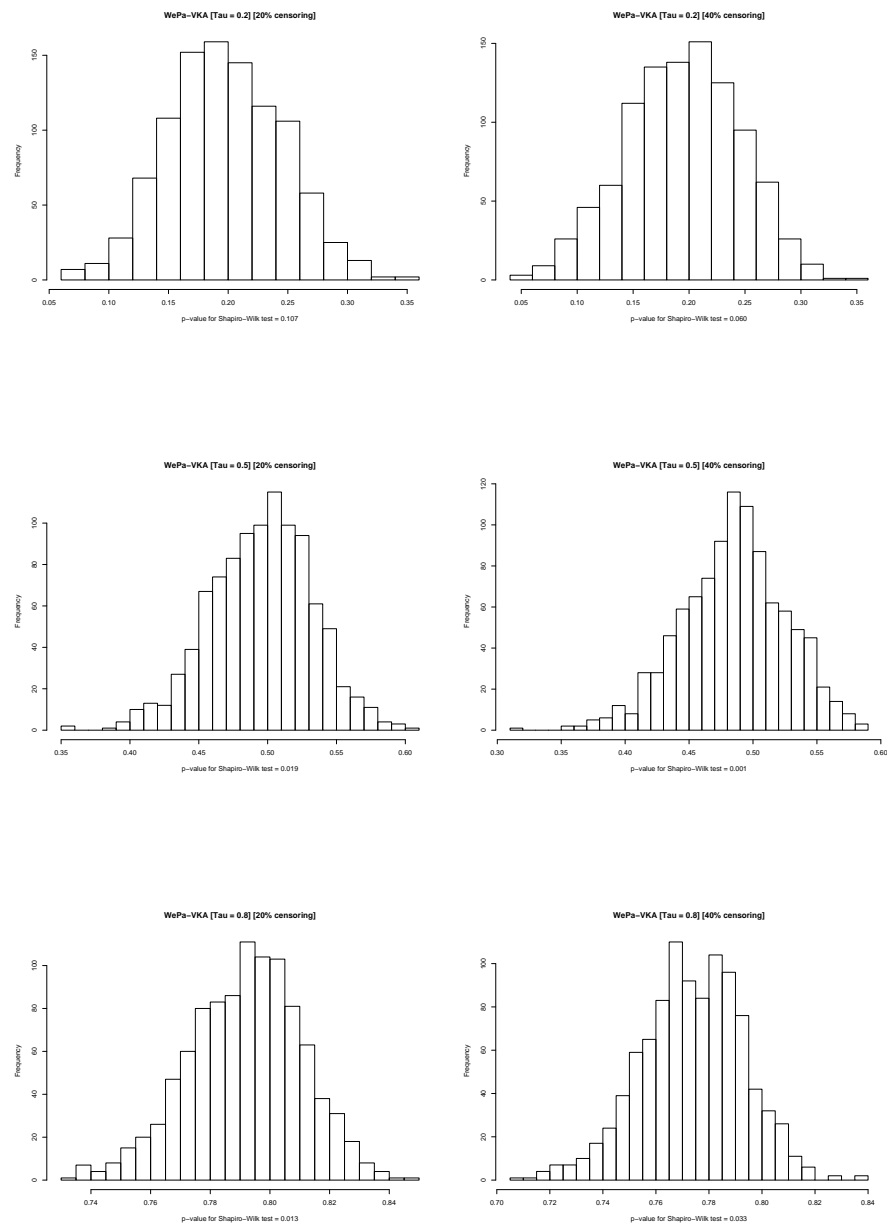 WePa−VKA [Tau = 0.2] [20% censoring]
Frequency
0
50
100
150
0.05 0.10 0.15 0.20 0.25 0.30 0.35
p−value for Shapiro−Wilk test = 0.107
WePa−VKA [Tau = 0.2] [40% censoring]
Frequency
0
50
100
150
0.05 0.10 0.15 0.20 0.25 0.30 0.35
p−value for Shapiro−Wilk test = 0.060
WePa−VKA [Tau = 0.5] [20% censoring]
Frequency
0
20
40
60
80
100
0.35 0.40 0.45 0.50 0.55 0.60
p−value for Shapiro−Wilk test = 0.019
WePa−VKA [Tau = 0.5] [40% censoring]
Frequency
0
20
40
60
80
100
120
0.30 0.35 0.40 0.45 0.50 0.55 0.60
p−value for Shapiro−Wilk test = 0.001
WePa−VKA [Tau = 0.8] [20% censoring]
Frequency
0
20
40
60
80
100
0.74 0.76 0.78 0.80 0.82 0.84
p−value for Shapiro−Wilk test = 0.013
WePa−VKA [Tau = 0.8] [40% censoring]
Frequency
0
20
40
60
80
100
0.70 0.72 0.74 0.76 0.78 0.80 0.82 0.84
p−value for Shapiro−Wilk test = 0.033